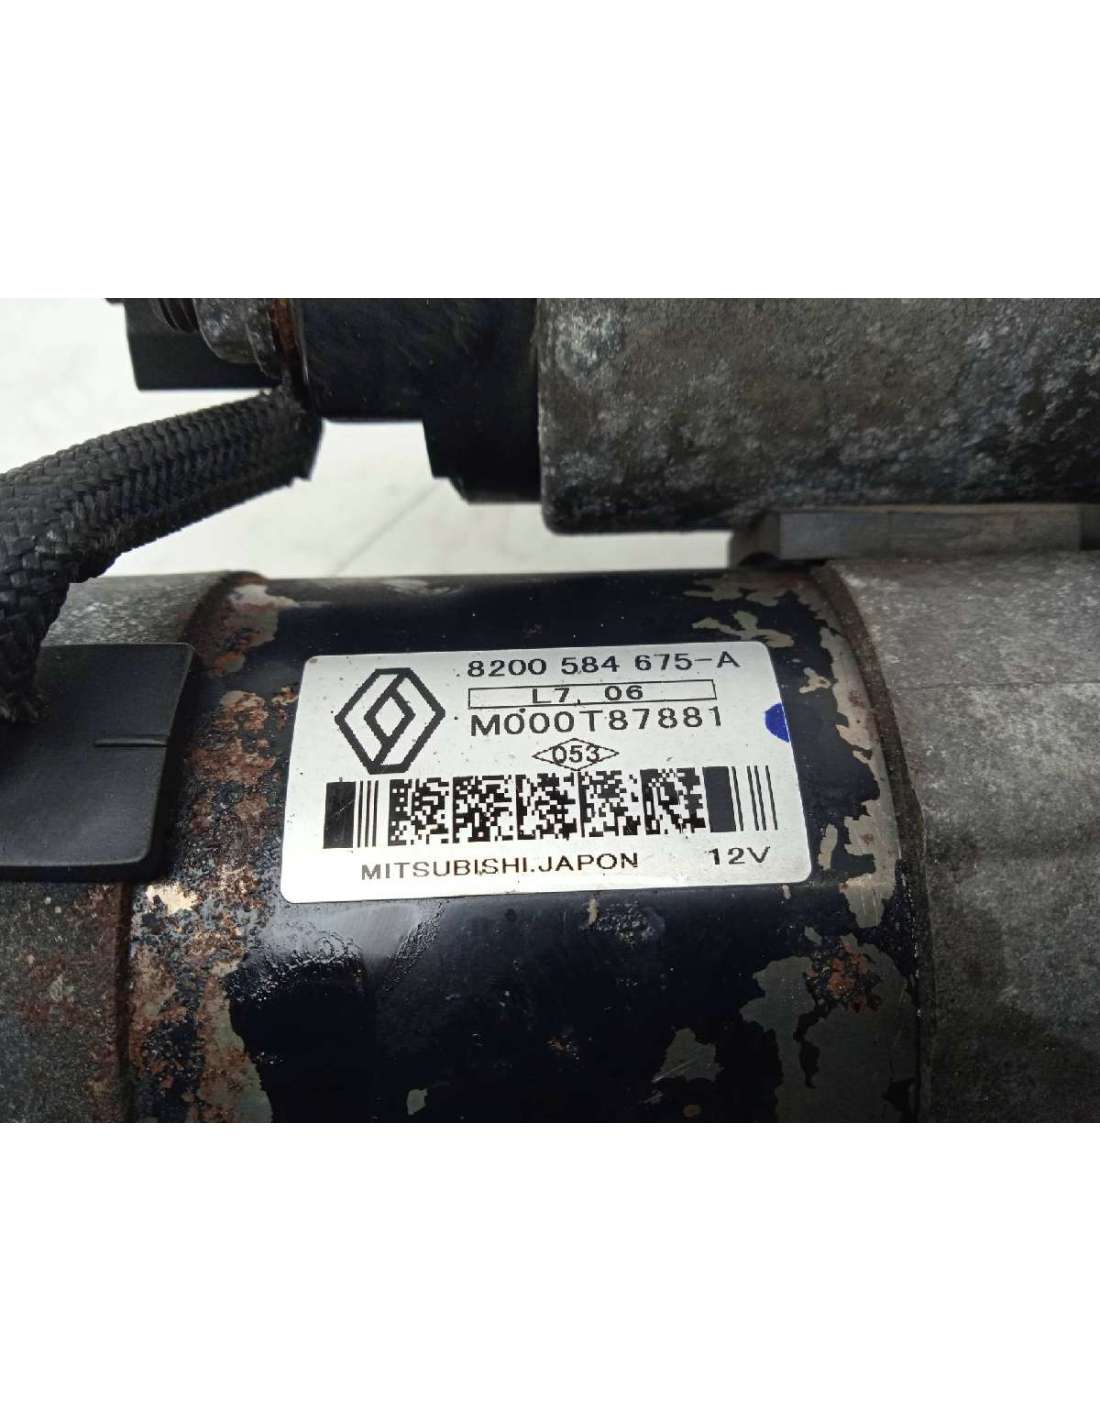 8200 584 675-A
L7. 06
M000T87881
053
MITSUBISHI.JAPON 12V